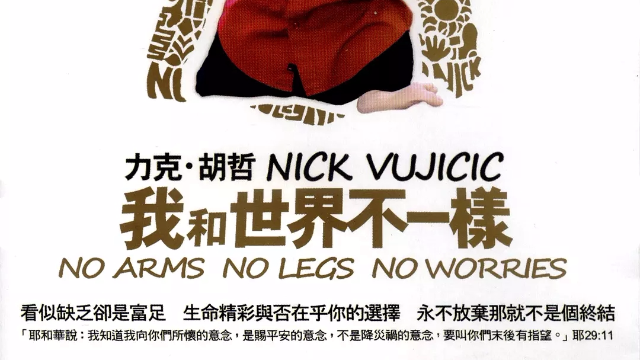 NICK
力克·胡哲 NICK VUJICIC
我和世界不一樣
NO ARMS NO LEGS NO WORRIES
看似缺乏卻是富足 生命精彩與否在乎你的選擇 永不放棄那就不是個終結
「耶和華說：我知道我向你們所懷的意念，是賜平安的意念，不是降災禍的意念，要叫你們末後有指望。」耶29:11